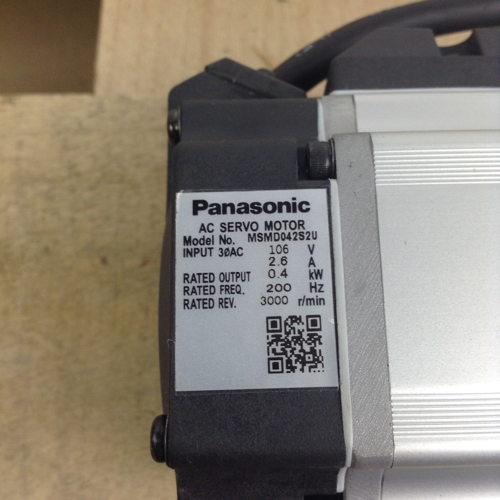 Panasonic
AC SERVO MOTOR
Model No. MSMD042S2U
INPUT 3ØAC 106 V
2.6 A
RATED OUTPUT 0.4 kW
RATED FREQ. 200 Hz
RATED REV. 3000 r/min